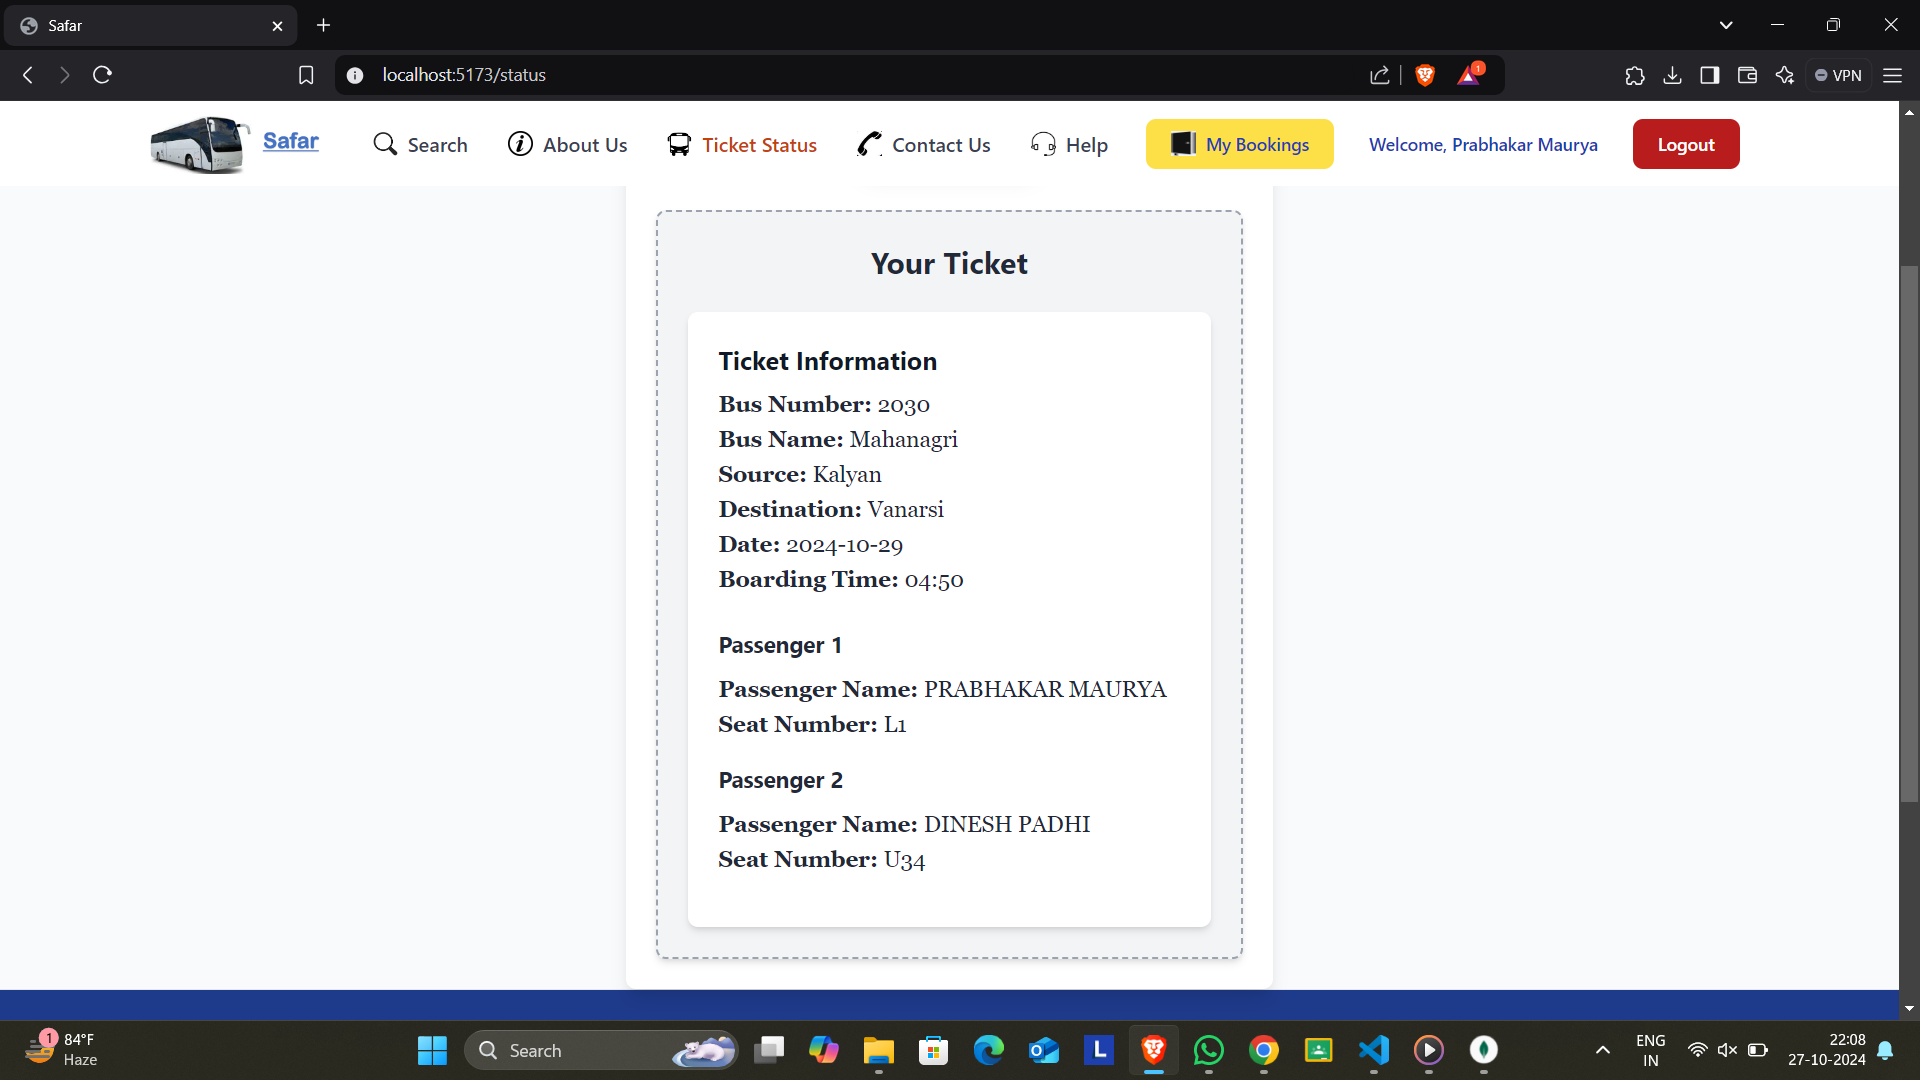 Safar
localhost:5173/status
1
VPN
Safar
Search
About Us
Ticket Status
Contact Us
Help
My Bookings
Welcome, Prabhakar Maurya
Logout
Your Ticket
Ticket Information
Bus Number: 2030
Bus Name: Mahanagri
Source: Kalyan
Destination: Vanarsi
Date: 2024-10-29
Boarding Time: 04:50
Passenger 1
Passenger Name: PRABHAKAR MAURYA
Seat Number: L1
Passenger 2
Passenger Name: DINESH PADHI
Seat Number: U34
1
84°F
Haze
Search
L
ENG
IN
22:08
27-10-2024